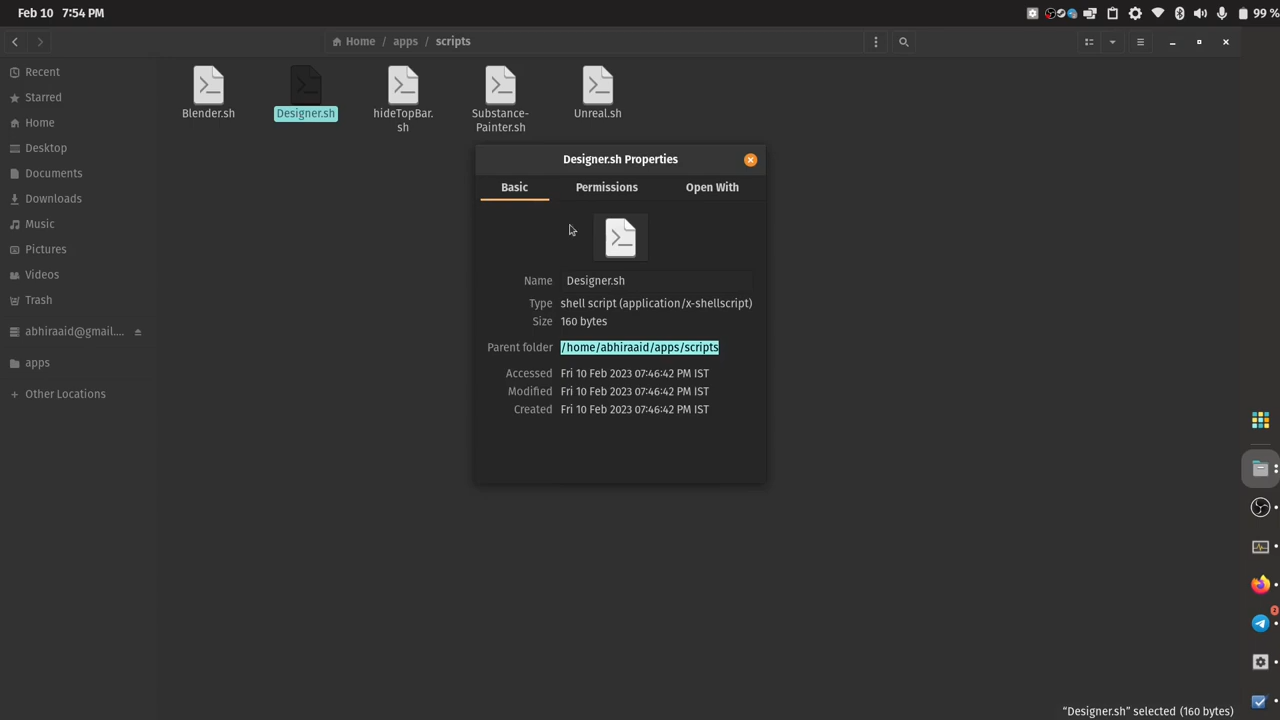 Feb 10 7:54 PM
99 %
Home / apps / scripts
Recent
Starred
Home
Desktop
Documents
Downloads
Music
Pictures
Videos
Trash
abhiraaid@gmail....
apps
+ Other Locations
Blender.sh
Designer.sh
hideTopBar.
sh
Substance-
Painter.sh
Unreal.sh
Designer.sh Properties
Basic
Permissions
Open With
Name Designer.sh
Type shell script (application/x-shellscript)
Size 160 bytes
Parent folder /home/abhiraaid/apps/scripts
Accessed Fri 10 Feb 2023 07:46:42 PM IST
Modified Fri 10 Feb 2023 07:46:42 PM IST
Created Fri 10 Feb 2023 07:46:42 PM IST
"Designer.sh" selected (160 bytes)